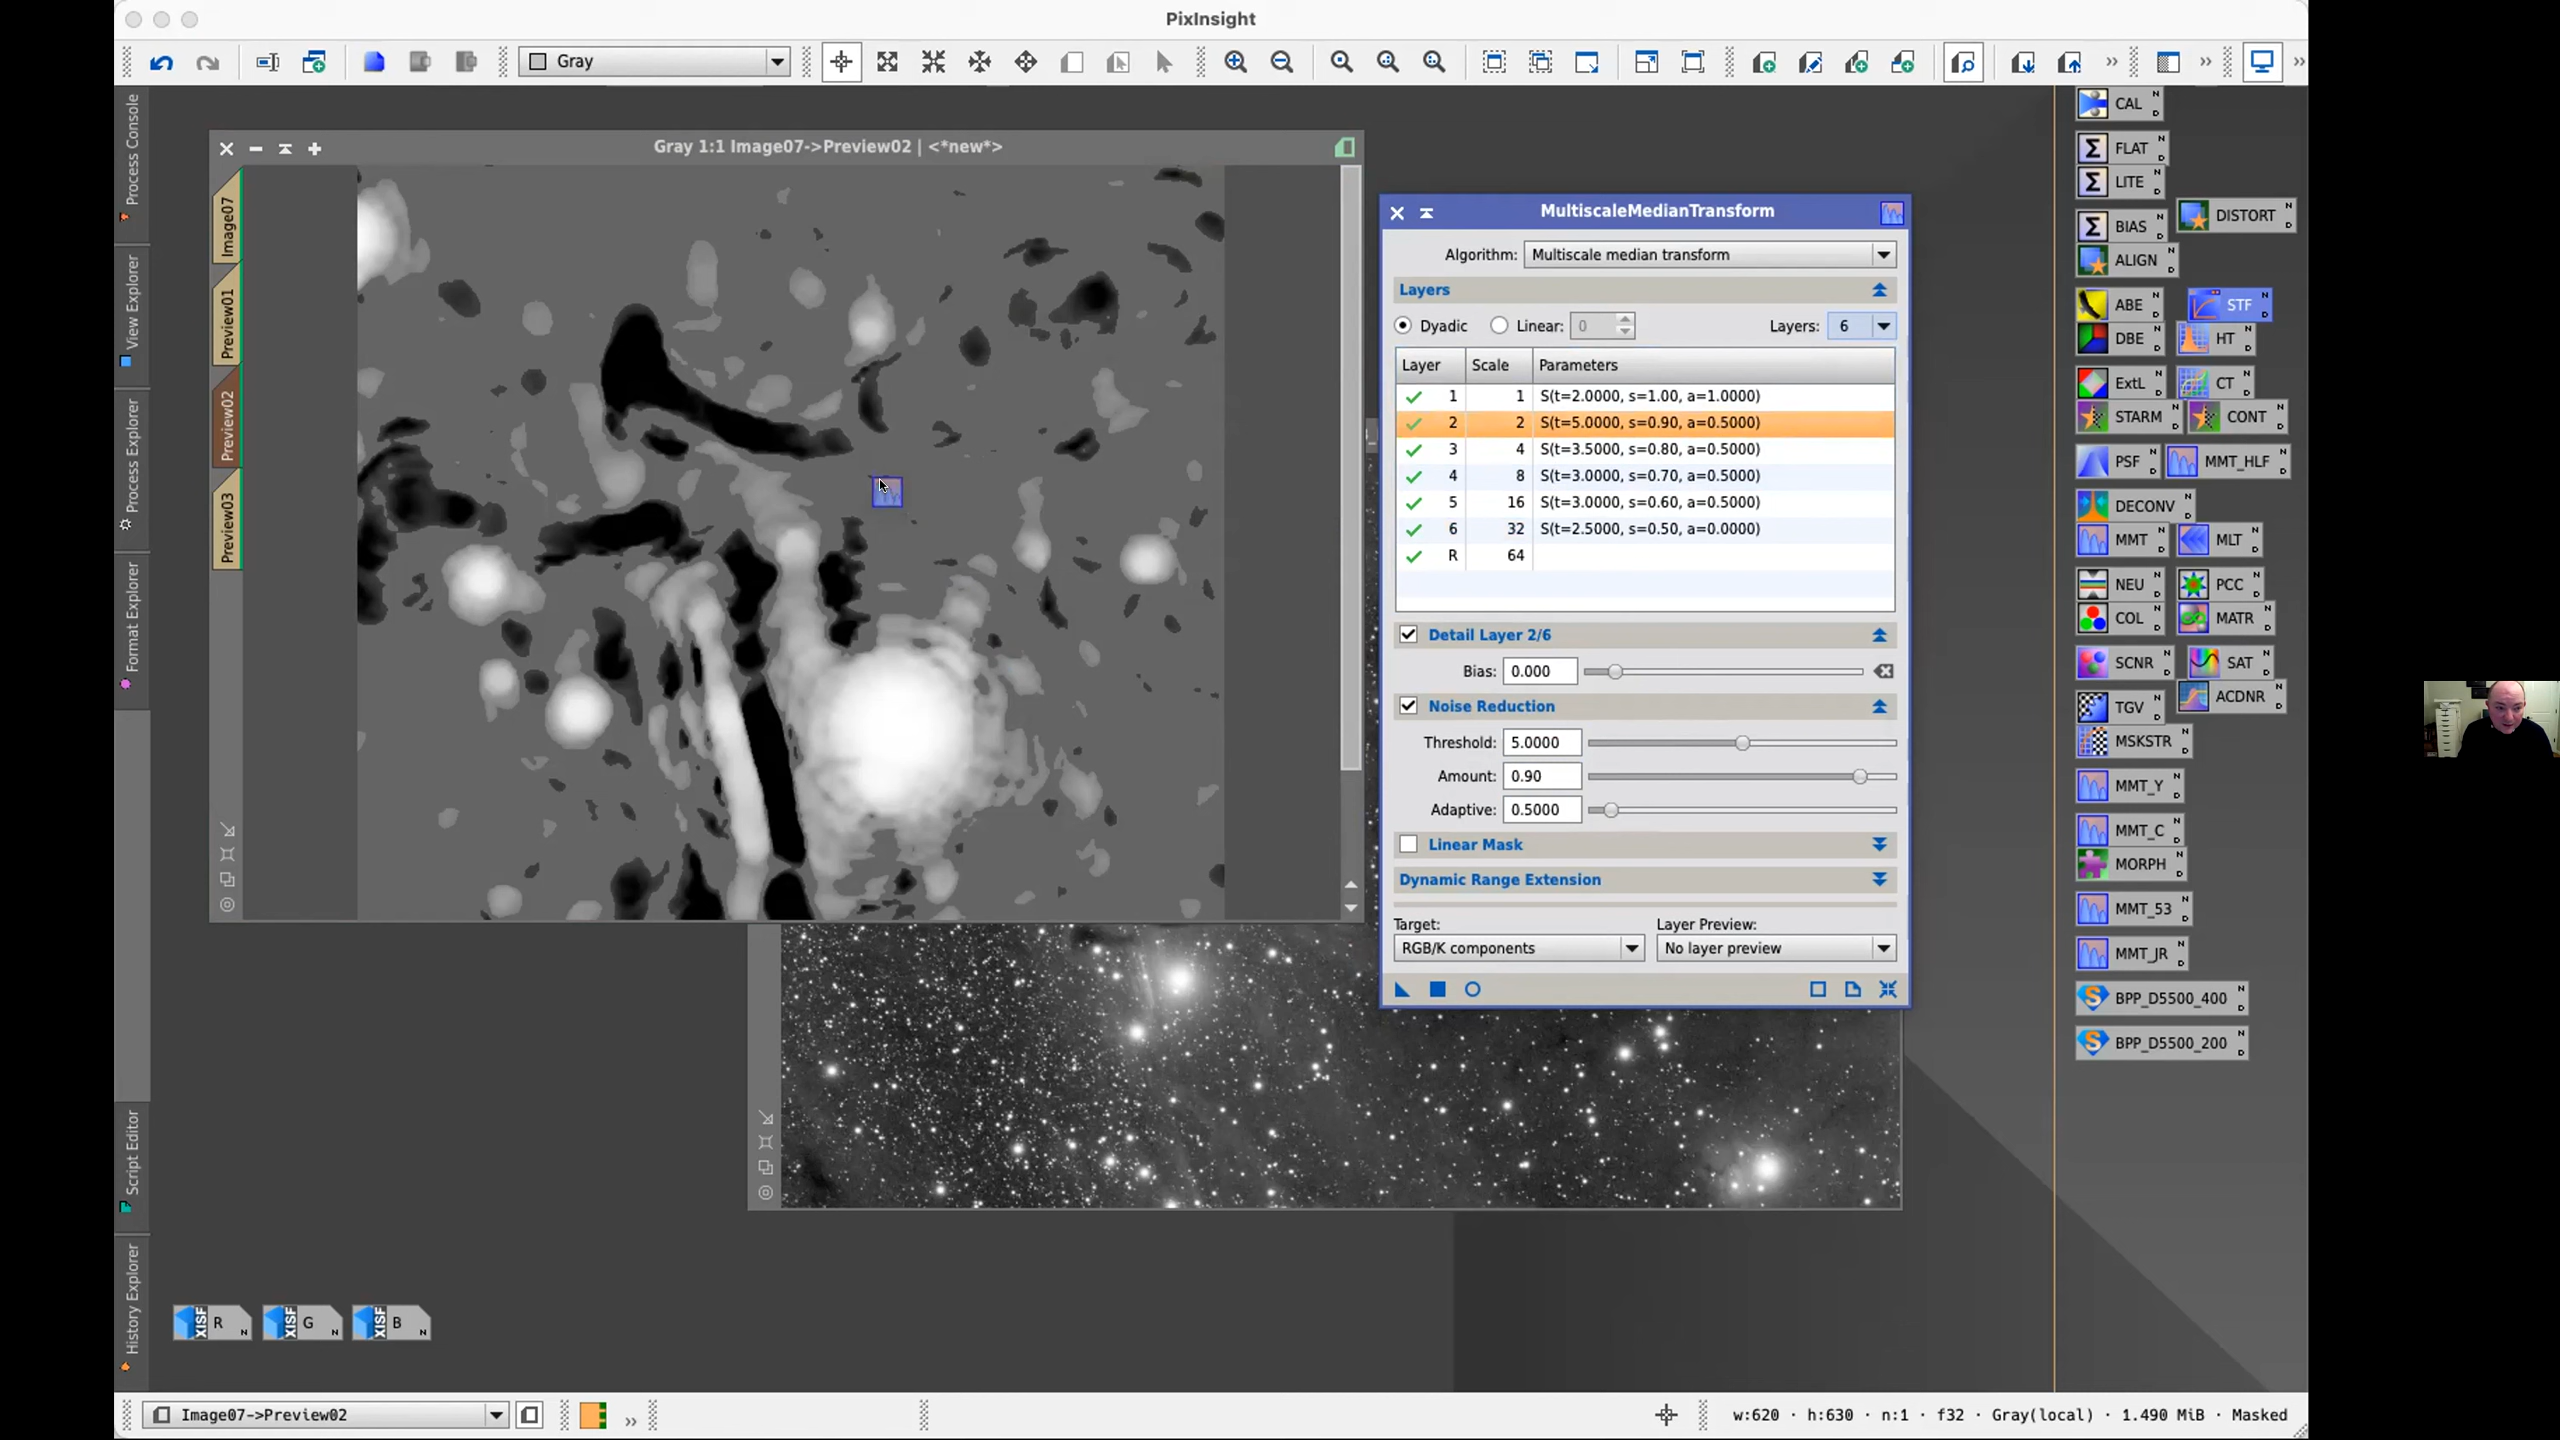 PixInsight
Gray
Process Console
View Explorer
Process Explorer
Format Explorer
Script Editor
History Explorer
Gray 1:1 Image07->Preview02 | <*new*>
Image07
Preview01
Preview02
Preview03
MultiscaleMedianTransform
Algorithm: Multiscale median transform
Layers
Dyadic Linear: 0 Layers: 6
Layer Scale Parameters
1 1 S(t=2.0000, s=1.00, a=1.0000)
2 2 S(t=5.0000, s=0.90, a=0.5000)
3 4 S(t=3.5000, s=0.80, a=0.5000)
4 8 S(t=3.0000, s=0.70, a=0.5000)
5 16 S(t=3.0000, s=0.60, a=0.5000)
6 32 S(t=2.5000, s=0.50, a=0.0000)
R 64
Detail Layer 2/6
Bias: 0.000
Noise Reduction
Threshold: 5.0000
Amount: 0.90
Adaptive: 0.5000
Linear Mask
Dynamic Range Extension
Target: Layer Preview:
RGB/K components No layer preview
CAL
FLAT
LITE
DISTORT
BIAS
ALIGN
ABE STF
DBE HT
ExtL CT
STARM CONT
PSF MMT_HLF
DECONV
MMT MLT
NEU PCC
COL MATR
SCNR SAT
TGV ACDNR
MSKSTR
MMT_Y
MMT_C
MORPH
MMT_53
MMT_JR
BPP_D5500_400
BPP_D5500_200
XISF R XISF G XISF B
Image07->Preview02
w:620 · h:630 · n:1 · f32 · Gray(local) · 1.490 MiB · Masked